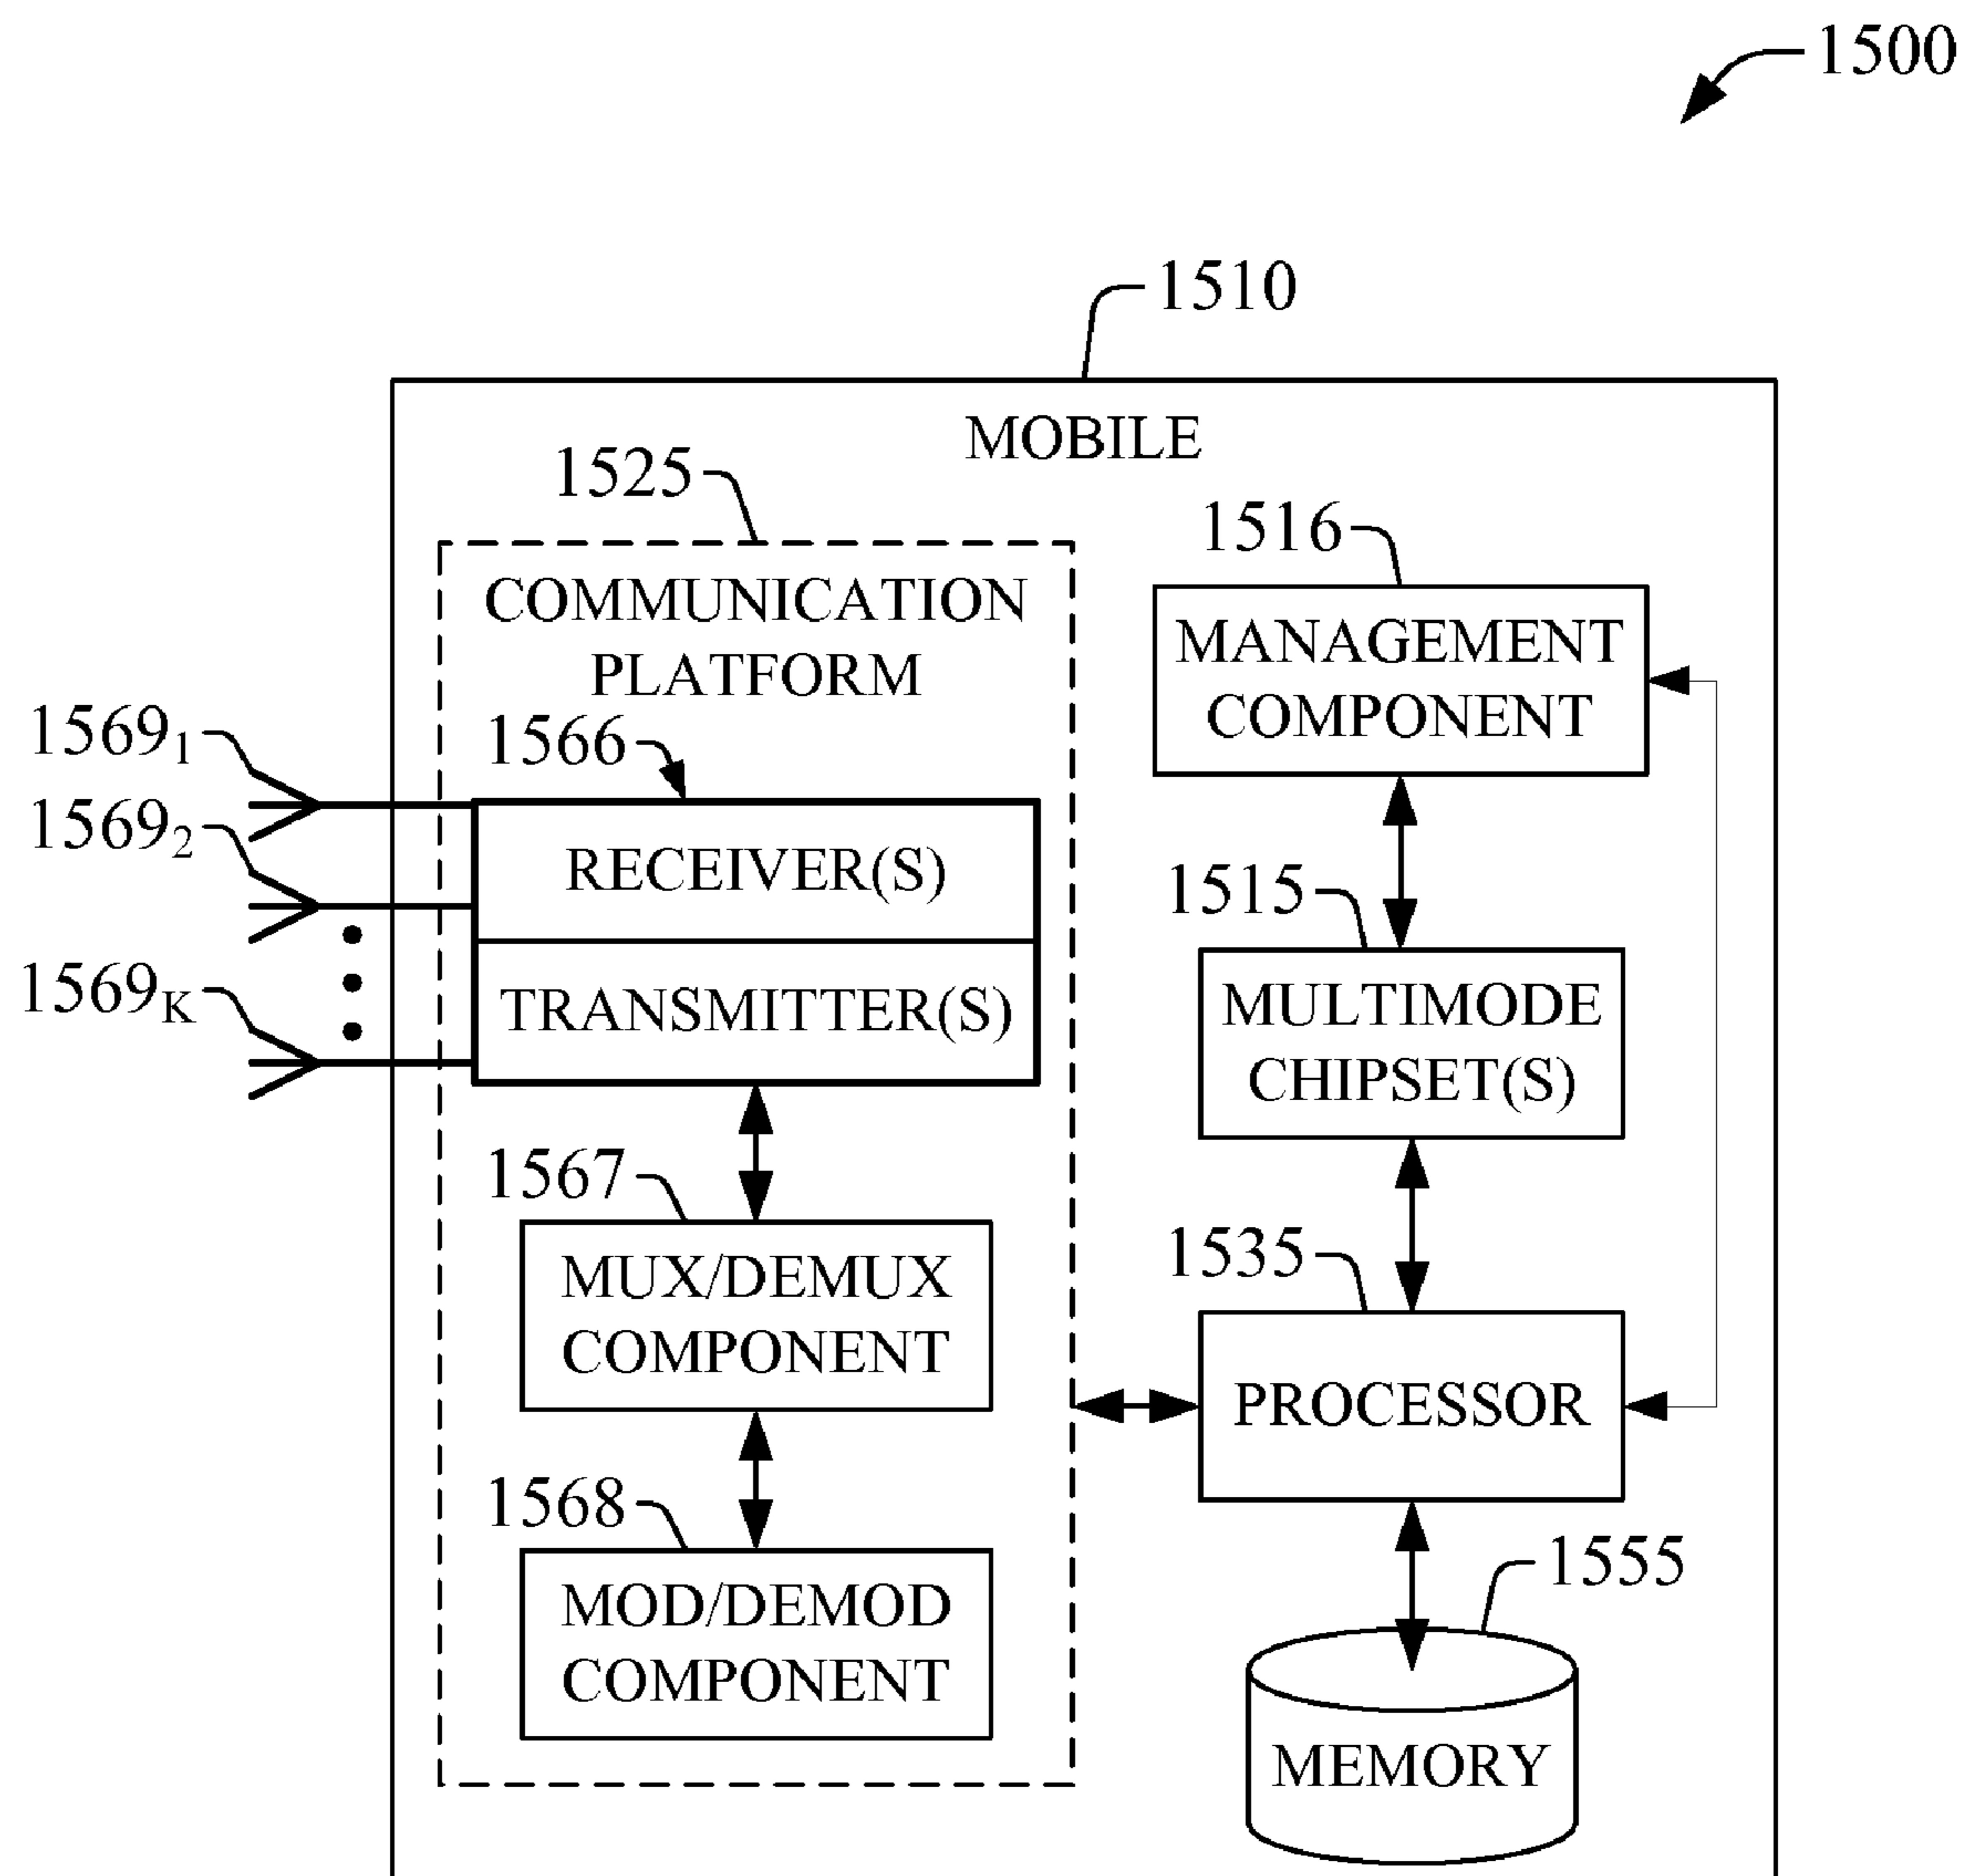 1500
1510
MOBILE
1525
COMMUNICATION
PLATFORM
1516
MANAGEMENT
COMPONENT
1566
1569₁
1569₂
1569K
RECEIVER(S)
TRANSMITTER(S)
1515
MULTIMODE
CHIPSET(S)
1567
MUX/DEMUX
COMPONENT
1535
PROCESSOR
1568
MOD/DEMOD
COMPONENT
1555
MEMORY